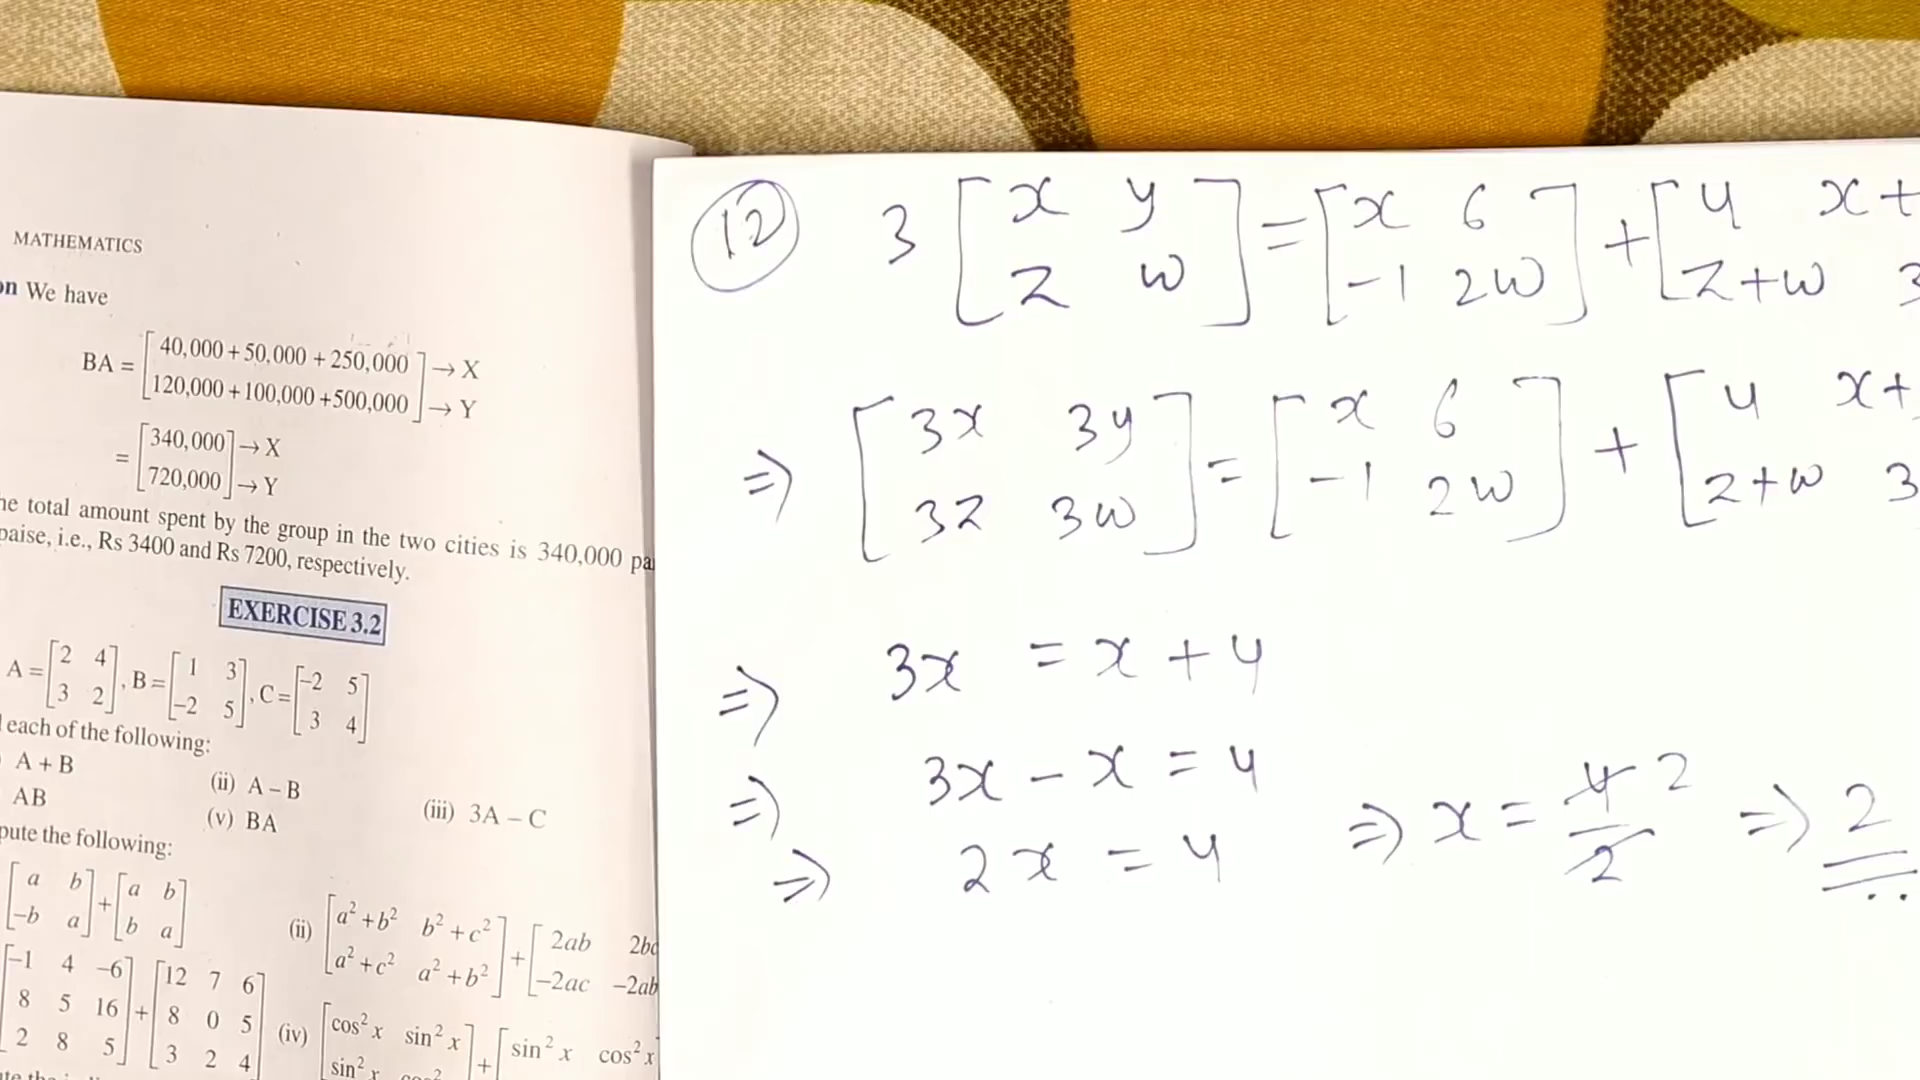 MATHEMATICS
on We have
BA = [40,000 + 50,000 + 250,000] → X
[120,000 + 100,000 + 500,000] → Y
= [340,000] → X
[720,000] → Y
he total amount spent by the group in the two cities is 340,000 pa
paise, i.e., Rs 3400 and Rs 7200, respectively.
EXERCISE 3.2
A = [2 4], B = [1 3], C = [-2 5]
[3 2] [-2 5] [3 4]
each of the following:
A + B (ii) A – B (iii) 3A – C
AB (v) BA
pute the following:
[a b] + [a b]
[-b a] [b a]
(ii) [a² + b² b² + c²] + [2ab 2bc
[a² + c² a² + b²] [-2ac -2ab
[-1 4 -6] + [12 7 6]
[8 5 16] [8 0 5]
[2 8 5] [3 2 4]
(iv) [cos² x sin² x] + [sin² x cos² x
[sin² x
12 3 [x y] = [x 6] + [4 x+
[z w] [-1 2w] [z+w 3
⇒ [3x 3y] = [x 6] + [4 x+
[3z 3w] [-1 2w] [z+w 3
⇒ 3x = x + 4
⇒ 3x - x = 4
⇒ 2x = 4 ⇒ x = 4/2 2 ⇒ 2